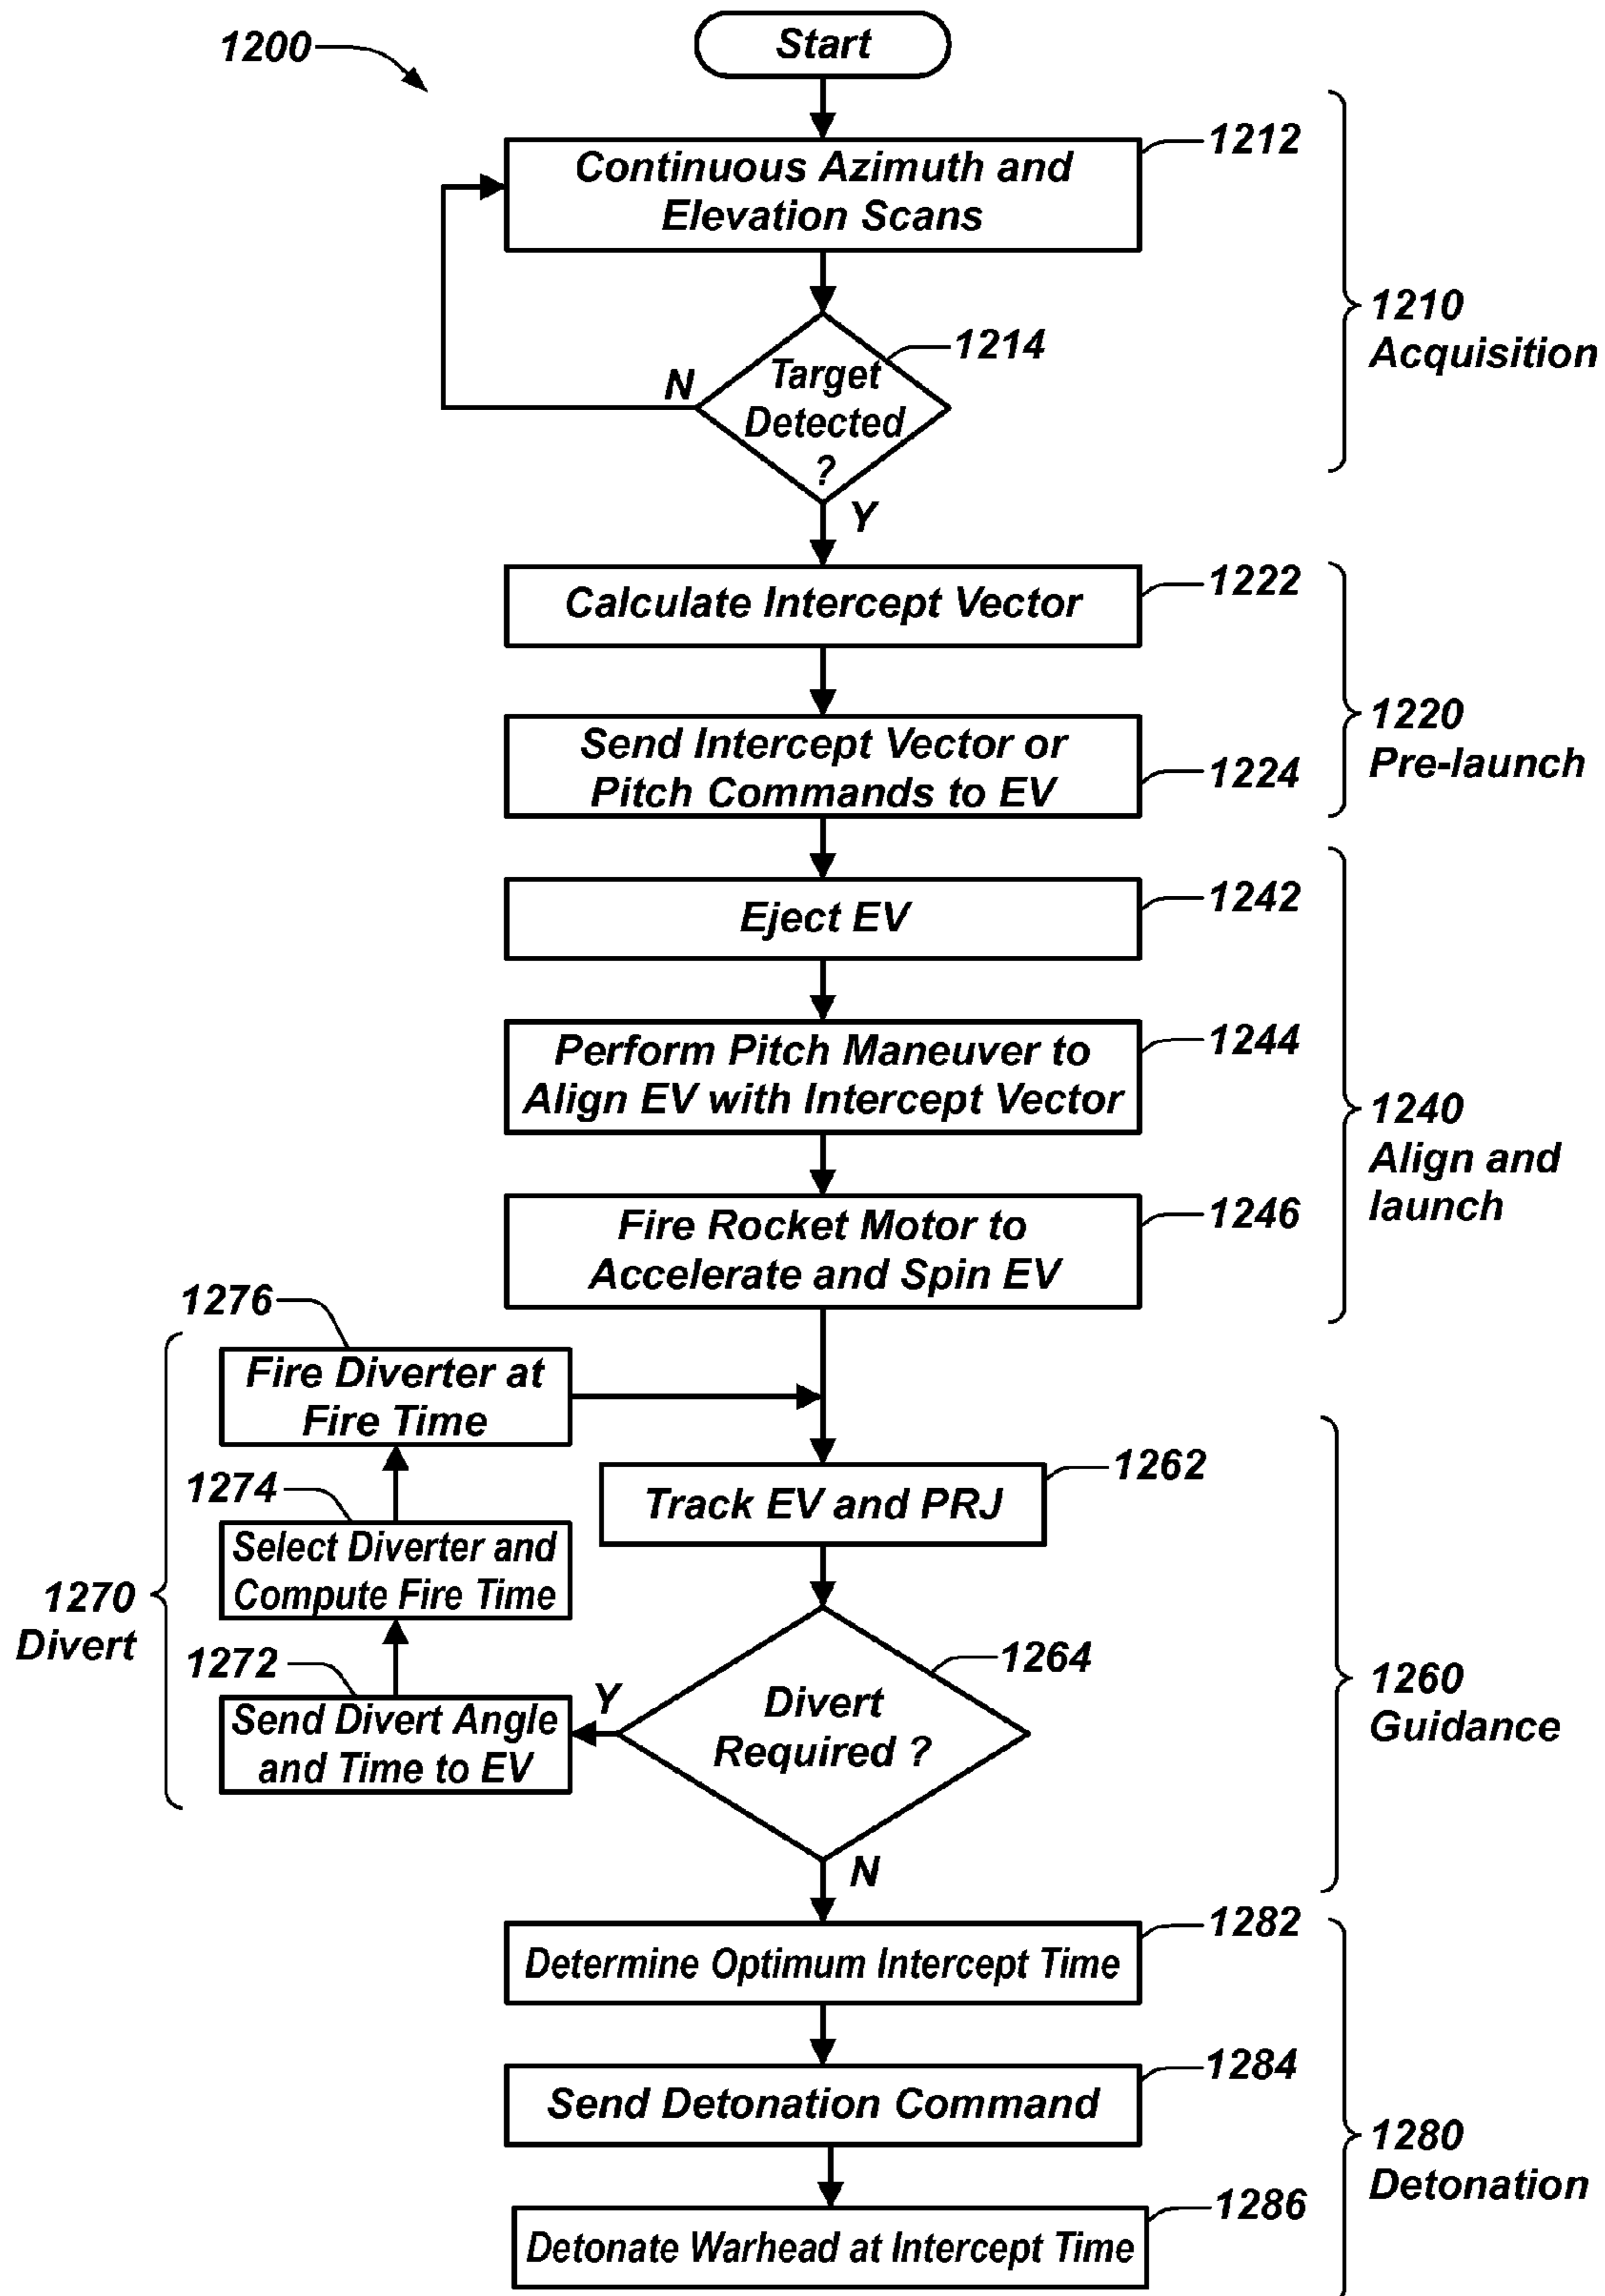 1200
Start
Continuous Azimuth and
Elevation Scans
1212
Target
Detected
?
1214
N
Y
1210
Acquisition
Calculate Intercept Vector
1222
Send Intercept Vector or
Pitch Commands to EV
1224
1220
Pre-launch
Eject EV
1242
Perform Pitch Maneuver to
Align EV with Intercept Vector
1244
Fire Rocket Motor to
Accelerate and Spin EV
1246
1240
Align and
launch
1276
Fire Diverter at
Fire Time
1274
Select Diverter and
Compute Fire Time
1272
Send Divert Angle
and Time to EV
1270
Divert
Track EV and PRJ
1262
Divert
Required ?
1264
Y
N
1260
Guidance
Determine Optimum Intercept Time
1282
Send Detonation Command
1284
Detonate Warhead at Intercept Time
1286
1280
Detonation